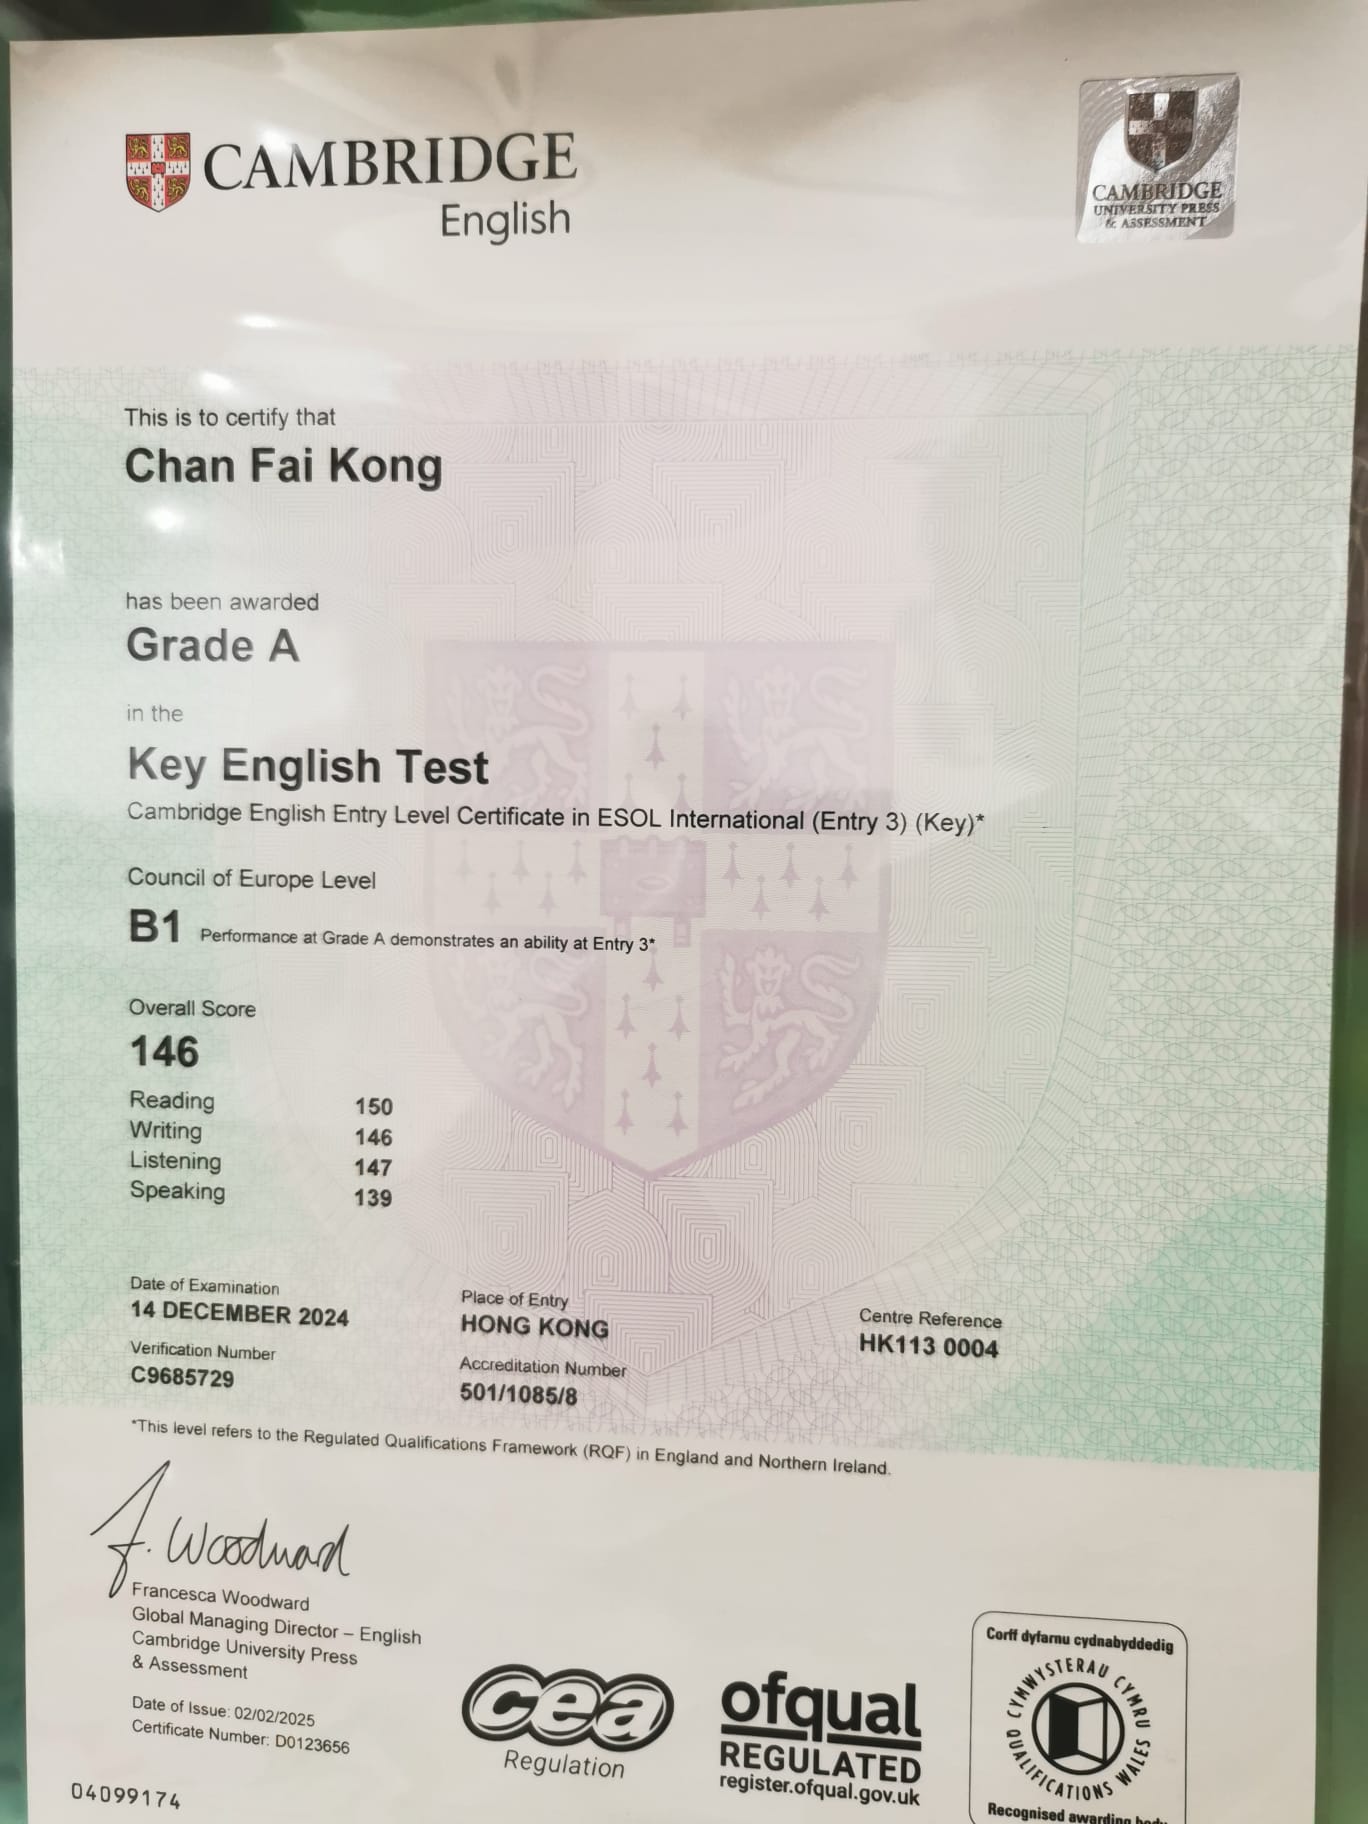 CAMBRIDGE
English
CAMBRIDGE
UNIVERSITY PRESS
& ASSESSMENT
This is to certify that
Chan Fai Kong
has been awarded
Grade A
in the
Key English Test
Cambridge English Entry Level Certificate in ESOL International (Entry 3) (Key)*
Council of Europe Level
B1 Performance at Grade A demonstrates an ability at Entry 3*
Overall Score
146
Reading 150
Writing 146
Listening 147
Speaking 139
Date of Examination
14 DECEMBER 2024
Verification Number
C9685729
Place of Entry
HONG KONG
Accreditation Number
501/1085/8
Centre Reference
HK113 0004
*This level refers to the Regulated Qualifications Framework (RQF) in England and Northern Ireland.
F. Woodward
Francesca Woodward
Global Managing Director – English
Cambridge University Press
& Assessment
Date of Issue: 02/02/2025
Certificate Number: D0123656
04099174
cea
Regulation
ofqual
REGULATED
register.ofqual.gov.uk
Corff dyfarnu cydnabyddedig
CYMWYSTERAU CYMRU
QUALIFICATIONS WALES
Recognised awarding body